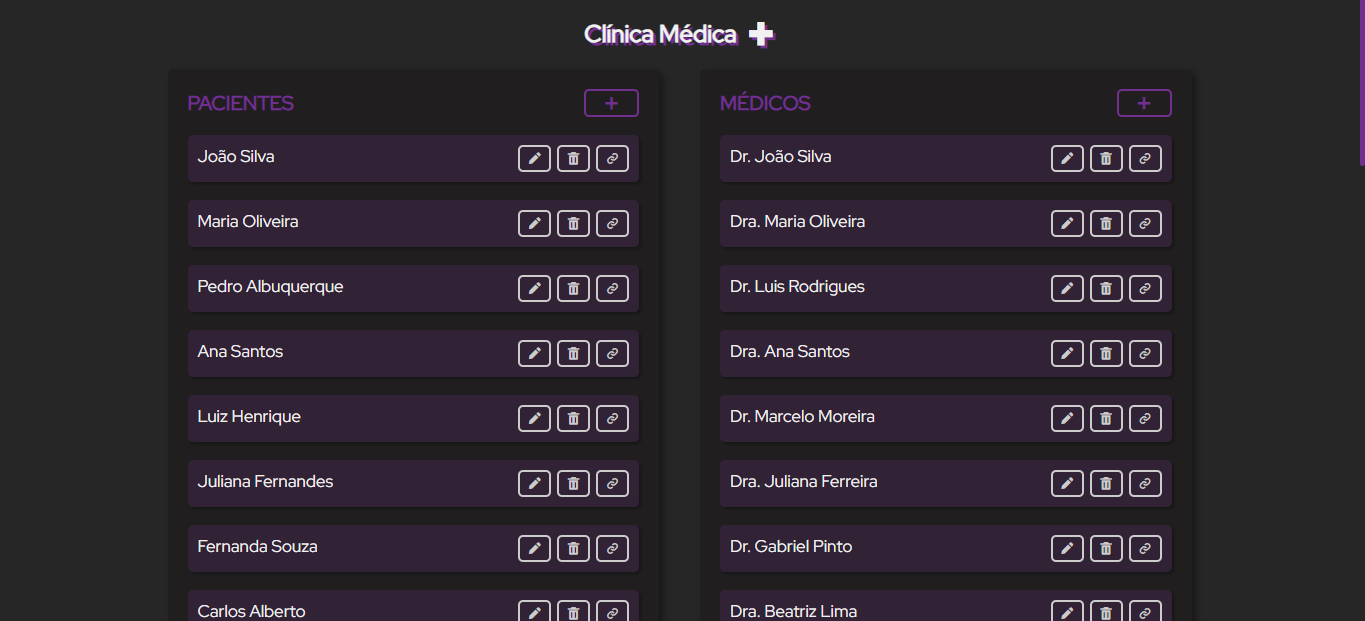 Clínica Médica
PACIENTES
João Silva
Maria Oliveira
Pedro Albuquerque
Ana Santos
Luiz Henrique
Juliana Fernandes
Fernanda Souza
Carlos Alberto
MÉDICOS
Dr. João Silva
Dra. Maria Oliveira
Dr. Luis Rodrigues
Dra. Ana Santos
Dr. Marcelo Moreira
Dra. Juliana Ferreira
Dr. Gabriel Pinto
Dra. Beatriz Lima